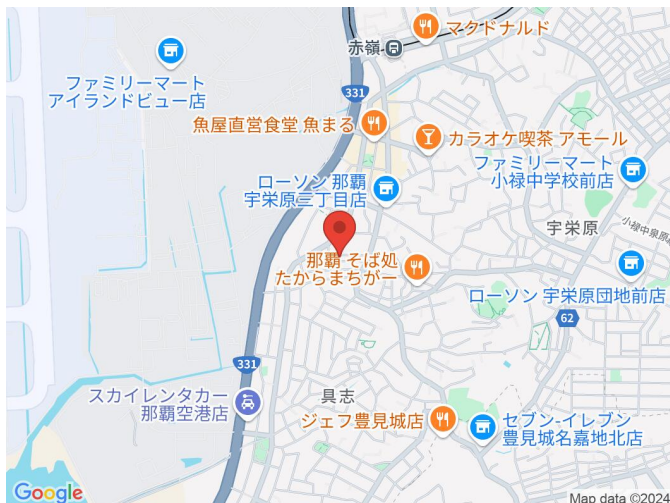 マクドナルド
赤嶺
ファミリーマート
アイランドビュー店
331
魚屋直営食堂 魚まる
カラオケ喫茶 アモール
ファミリーマート
小禄中学校前店
ローソン 那覇
宇栄原三丁目店
小禄中泉原
宇栄原
那覇 そば処
たからまちがー
ローソン 宇栄原団地前店
62
331
スカイレンタカー
那覇空港店
具志
ジェフ豊見城店
セブン-イレブン
豊見城名嘉地北店
Google
Map data ©2024